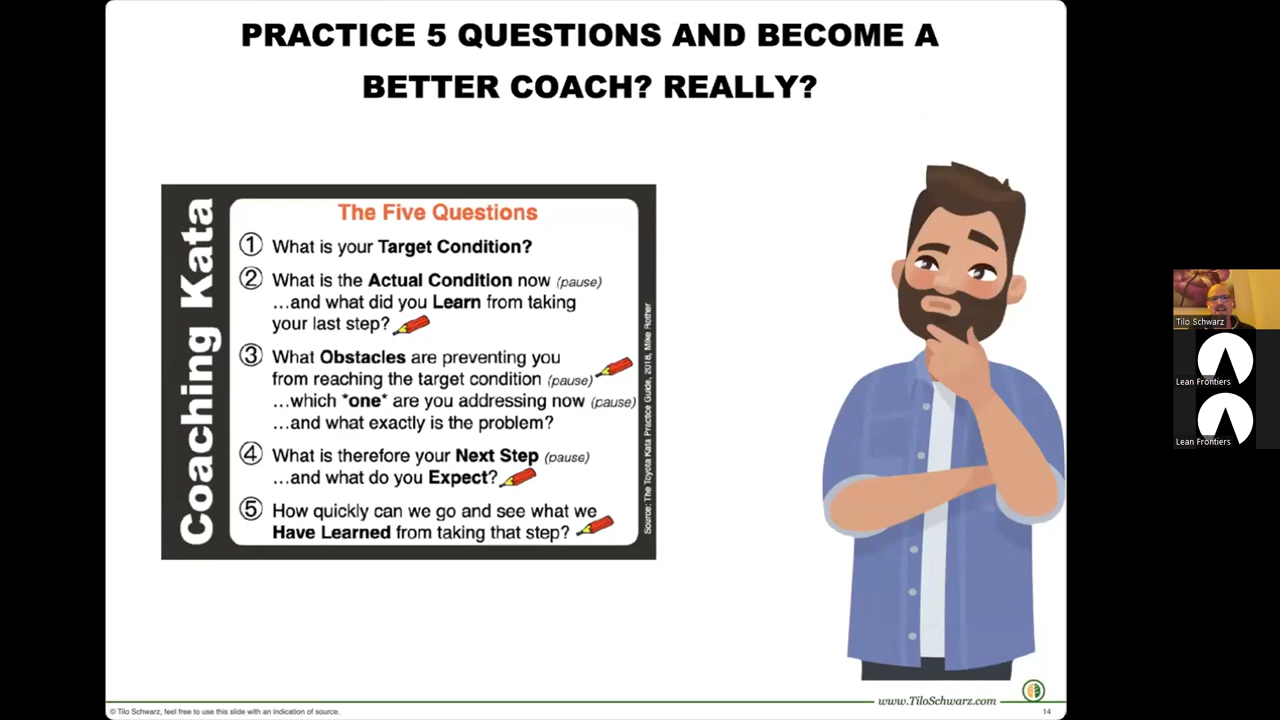 PRACTICE 5 QUESTIONS AND BECOME A
BETTER COACH? REALLY?
Coaching Kata
The Five Questions
① What is your Target Condition?
② What is the Actual Condition now (pause)
...and what did you Learn from taking
your last step?
③ What Obstacles are preventing you
from reaching the target condition (pause)
...which *one* are you addressing now (pause)
...and what exactly is the problem?
④ What is therefore your Next Step (pause)
...and what do you Expect?
⑤ How quickly can we go and see what we
Have Learned from taking that step?
Source: The Toyota Kata Practice Guide, 2018, Mike Rother
www.TiloSchwarz.com
© Tilo Schwarz, feel free to use this slide with an indication of source.
14
Tilo Schwarz
Lean Frontiers
Lean Frontiers